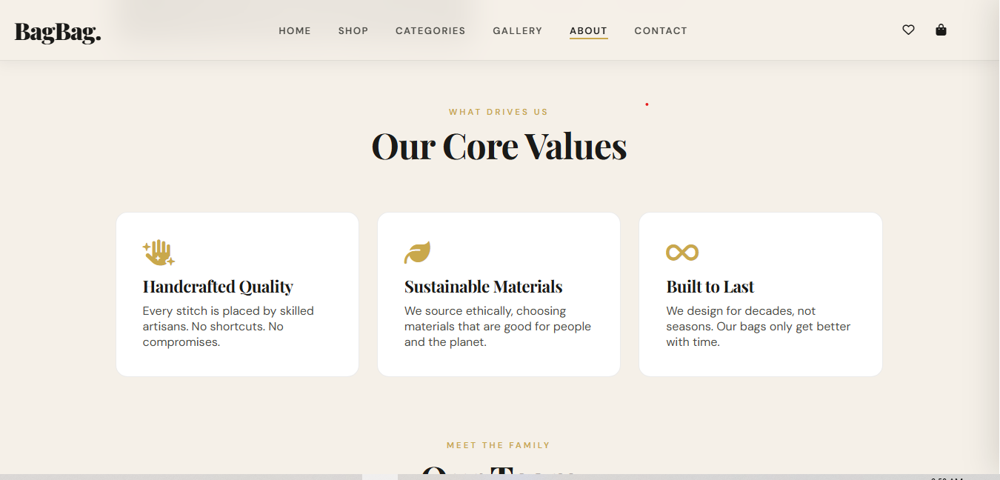 BagBag.
HOME SHOP CATEGORIES GALLERY ABOUT CONTACT
WHAT DRIVES US
Our Core Values
Handcrafted Quality
Every stitch is placed by skilled
artisans. No shortcuts. No
compromises.
Sustainable Materials
We source ethically, choosing
materials that are good for people
and the planet.
Built to Last
We design for decades, not
seasons. Our bags only get better
with time.
MEET THE FAMILY
Our Team